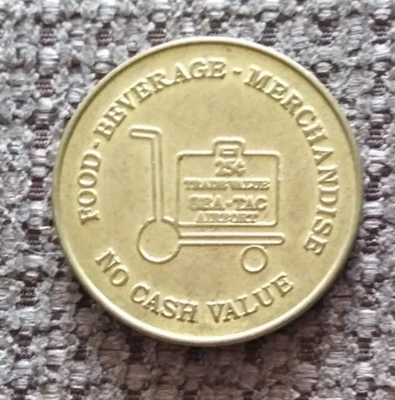 FOOD - BEVERAGE - MERCHANDISE
25¢
TRADE VALUE
SEA-TAC
AIRPORT
NO CASH VALUE